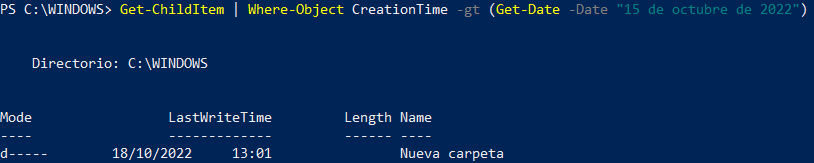 PS C:\WINDOWS> Get-ChildItem | Where-Object CreationTime -gt (Get-Date -Date "15 de octubre de 2022")
Directorio: C:\WINDOWS
Mode LastWriteTime Length Name
---- ------------- ------ ----
d----- 18/10/2022 13:01 Nueva carpeta